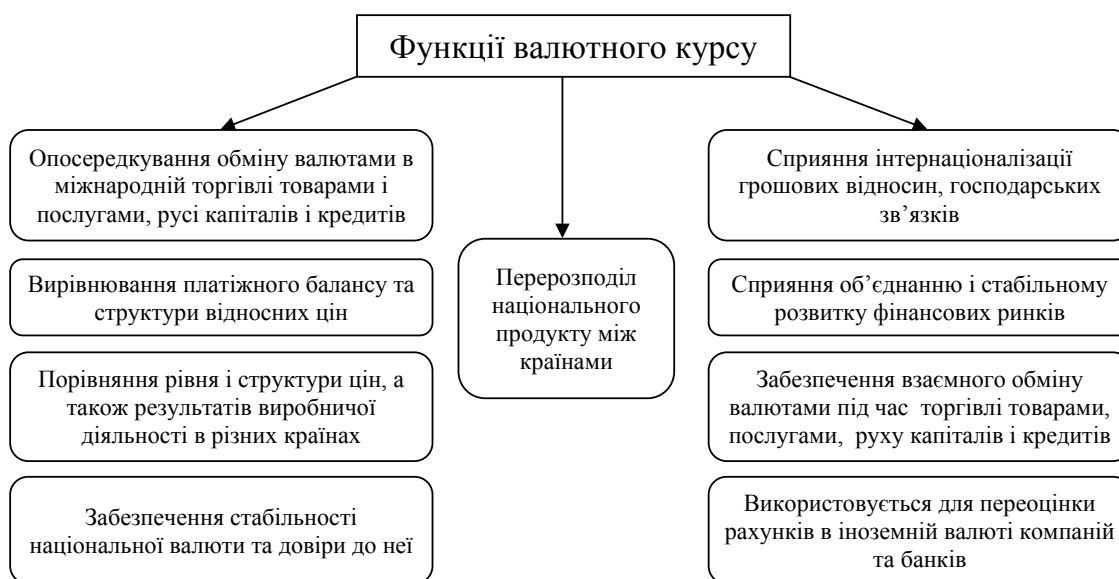 Функції валютного курсу
Опосередкування обміну валютами в
міжнародній торгівлі товарами і
послугами, русі капіталів і кредитів
Вирівнювання платіжного балансу та
структури відносних цін
Порівняння рівня і структури цін, а
також результатів виробничої
діяльності в різних країнах
Забезпечення стабільності
національної валюти та довіри до неї
Перерозподіл
національного
продукту між
країнами
Сприяння інтернаціоналізації
грошових відносин, господарських
зв’язків
Сприяння об’єднанню і стабільному
розвитку фінансових ринків
Забезпечення взаємного обміну
валютами під час торгівлі товарами,
послугами, руху капіталів і кредитів
Використовується для переоцінки
рахунків в іноземній валюті компаній
та банків